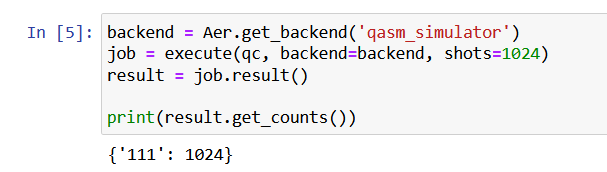 In [5]: backend = Aer.get_backend('qasm_simulator')
job = execute(qc, backend=backend, shots=1024)
result = job.result()
print(result.get_counts())
{'111': 1024}